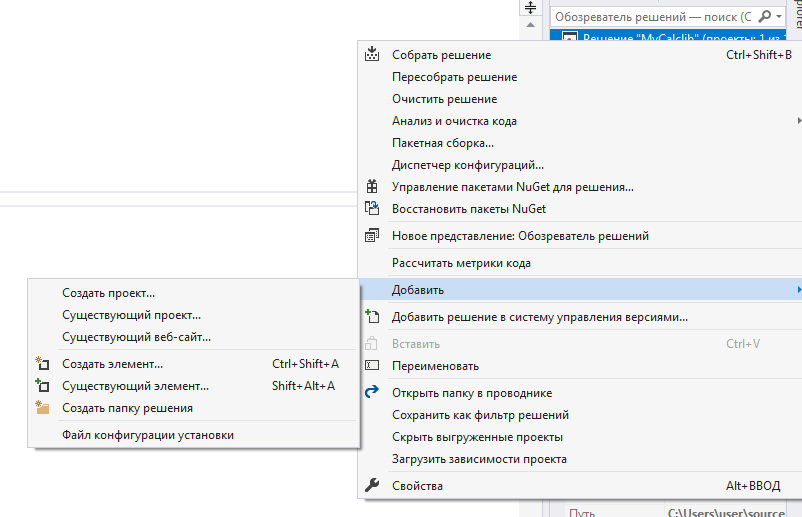 Обозреватель решений — поиск (C
Решение "MyCalclib" (проекты: 1 из
Собрать решение Ctrl+Shift+B
Пересобрать решение
Очистить решение
Анализ и очистка кода
Пакетная сборка...
Диспетчер конфигураций...
Управление пакетами NuGet для решения...
Восстановить пакеты NuGet
Новое представление: Обозреватель решений
Рассчитать метрики кода
Добавить
Добавить решение в систему управления версиями...
Вставить Ctrl+V
Переименовать
Открыть папку в проводнике
Сохранить как фильтр решений
Скрыть выгруженные проекты
Загрузить зависимости проекта
Свойства Alt+ВВОД
Создать проект...
Существующий проект...
Существующий веб-сайт...
Создать элемент... Ctrl+Shift+A
Существующий элемент... Shift+Alt+A
Создать папку решения
Файл конфигурации установки
Путь C:\Users\user\source